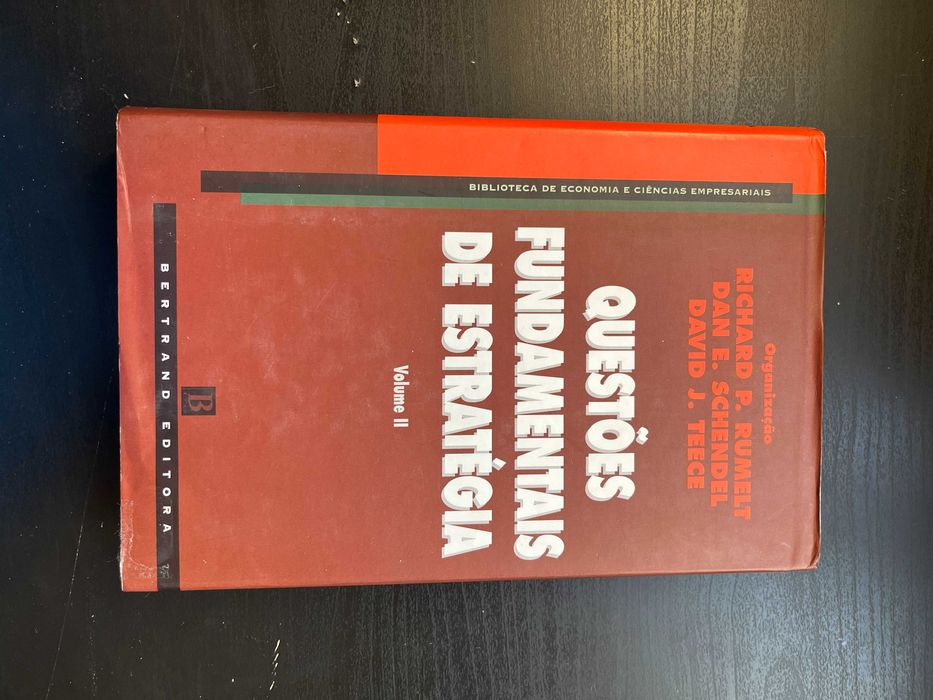 BIBLIOTECA DE ECONOMIA E CIÊNCIAS EMPRESARIAIS
Organização
RICHARD P. RUMELT
DAN E. SCHENDEL
DAVID J. TEECE
QUESTÕES
FUNDAMENTAIS
DE ESTRATÉGIA
Volume II
B
BERTRAND EDITORA